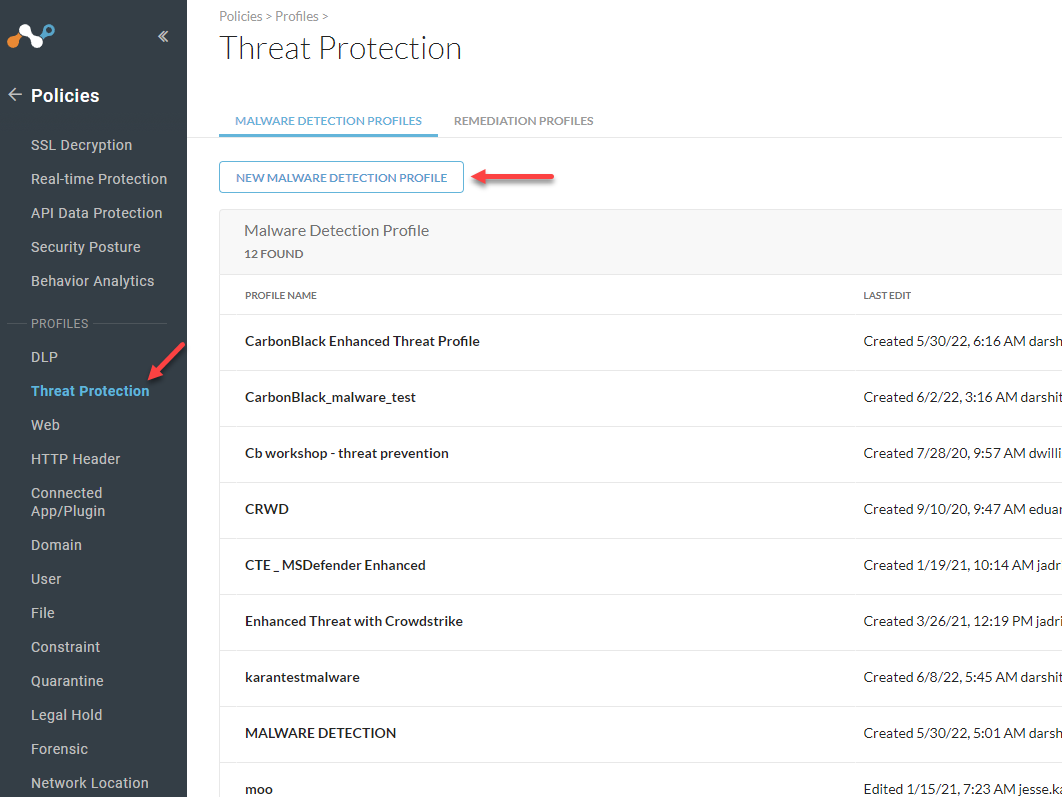 Policies > Profiles >
Threat Protection
Policies
SSL Decryption
Real-time Protection
API Data Protection
Security Posture
Behavior Analytics
PROFILES
DLP
Threat Protection
Web
HTTP Header
Connected
App/Plugin
Domain
User
File
Constraint
Quarantine
Legal Hold
Forensic
Network Location
MALWARE DETECTION PROFILES REMEDIATION PROFILES
NEW MALWARE DETECTION PROFILE
Malware Detection Profile
12 FOUND
PROFILE NAME LAST EDIT
CarbonBlack Enhanced Threat Profile Created 5/30/22, 6:16 AM darsh
CarbonBlack_malware_test Created 6/2/22, 3:16 AM darshit
Cb workshop - threat prevention Created 7/28/20, 9:57 AM dwilli
CRWD Created 9/10/20, 9:47 AM eduar
CTE _ MSDefender Enhanced Created 1/19/21, 10:14 AM jadr
Enhanced Threat with Crowdstrike Created 3/26/21, 12:19 PM jadri
karantestmalware Created 6/8/22, 5:45 AM darshit
MALWARE DETECTION Created 5/30/22, 5:01 AM darsh
moo Edited 1/15/21, 7:23 AM jesse.ka